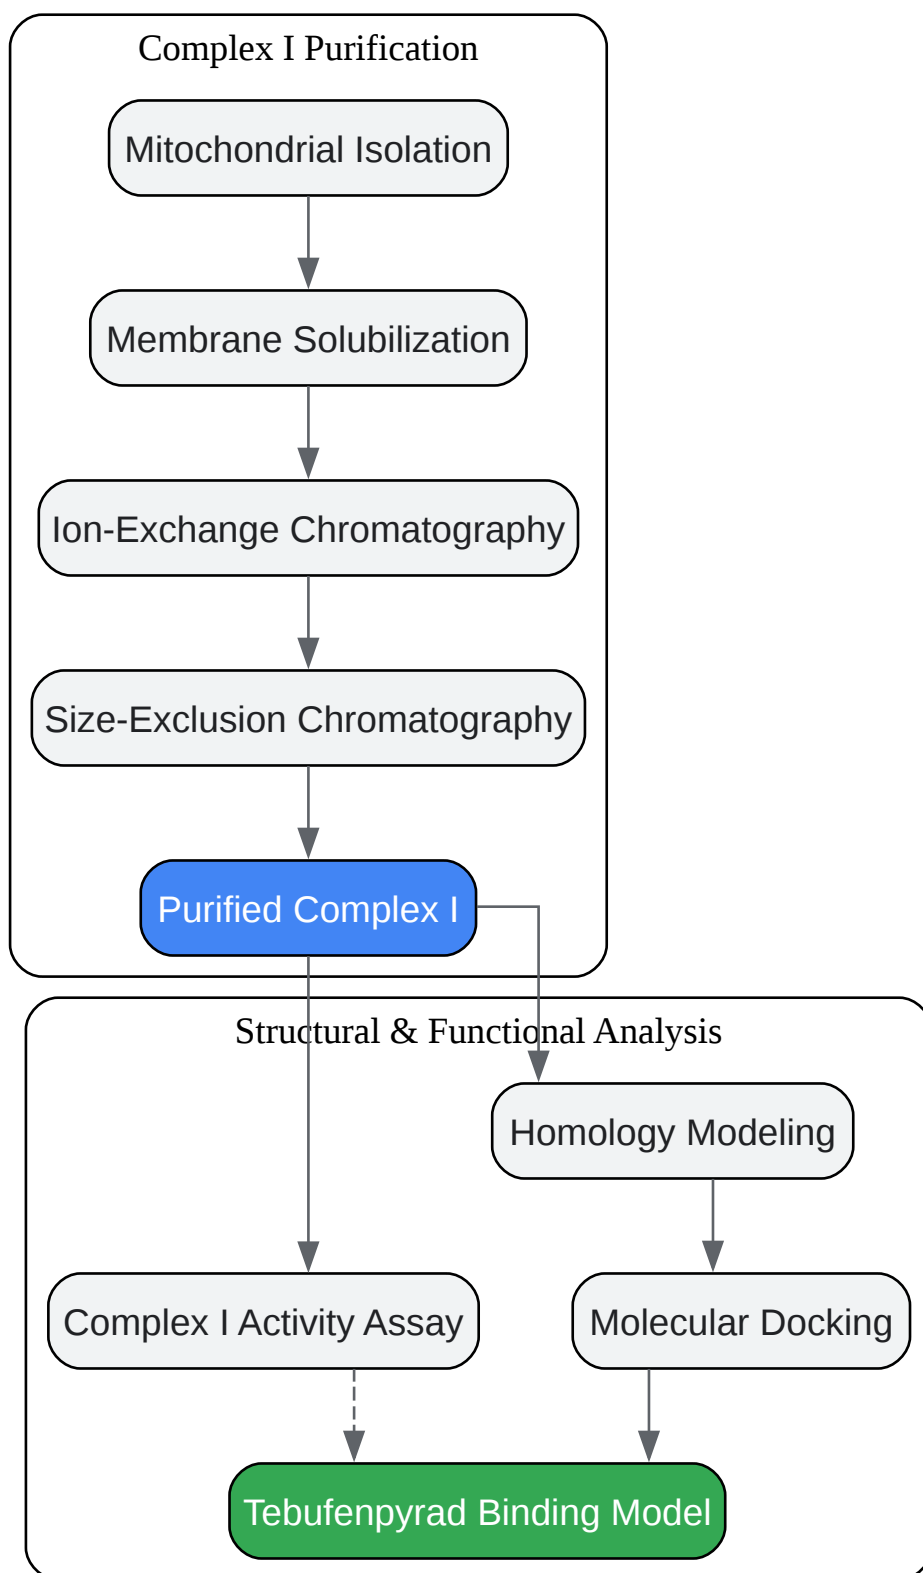 Complex I Purification
Mitochondrial Isolation
Membrane Solubilization
Ion-Exchange Chromatography
Size-Exclusion Chromatography
Purified Complex I
Structural & Functional Analysis
Homology Modeling
Complex I Activity Assay
Molecular Docking
Tebufenpyrad Binding Model